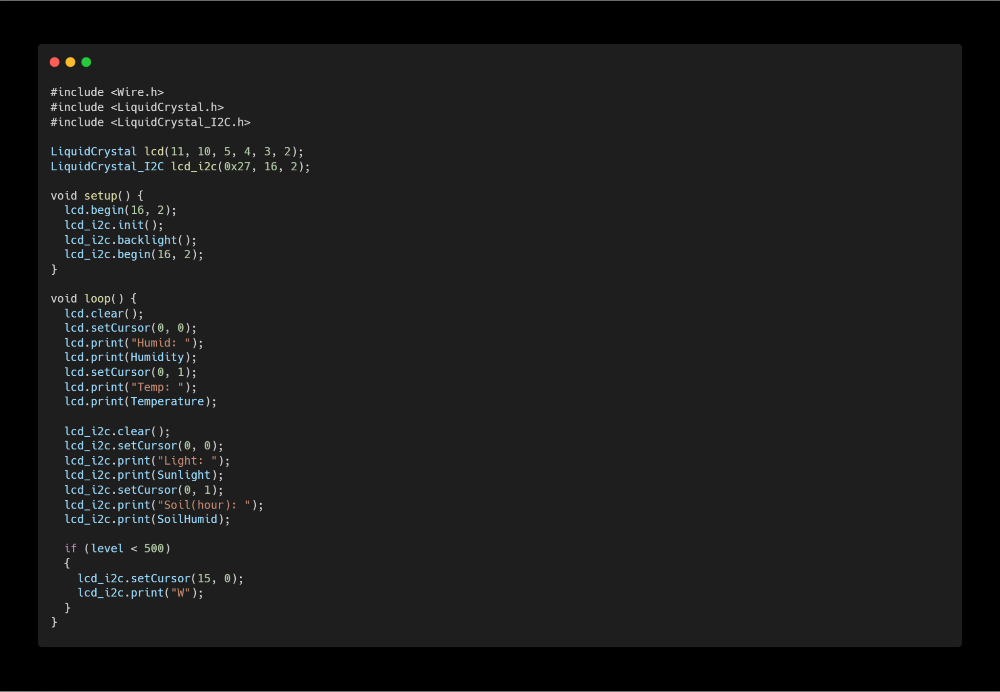 #include <Wire.h>
#include <LiquidCrystal.h>
#include <LiquidCrystal_I2C.h>

LiquidCrystal lcd(11, 10, 5, 4, 3, 2);
LiquidCrystal_I2C lcd_i2c(0x27, 16, 2);

void setup() {
  lcd.begin(16, 2);
  lcd_i2c.init();
  lcd_i2c.backlight();
  lcd_i2c.begin(16, 2);
}

void loop() {
  lcd.clear();
  lcd.setCursor(0, 0);
  lcd.print("Humid: ");
  lcd.print(Humidity);
  lcd.setCursor(0, 1);
  lcd.print("Temp: ");
  lcd.print(Temperature);

  lcd_i2c.clear();
  lcd_i2c.setCursor(0, 0);
  lcd_i2c.print("Light: ");
  lcd_i2c.print(Sunlight);
  lcd_i2c.setCursor(0, 1);
  lcd_i2c.print("Soil(hour): ");
  lcd_i2c.print(SoilHumid);

  if (level < 500)
  {
    lcd_i2c.setCursor(15, 0);
    lcd_i2c.print("W");
  }
}